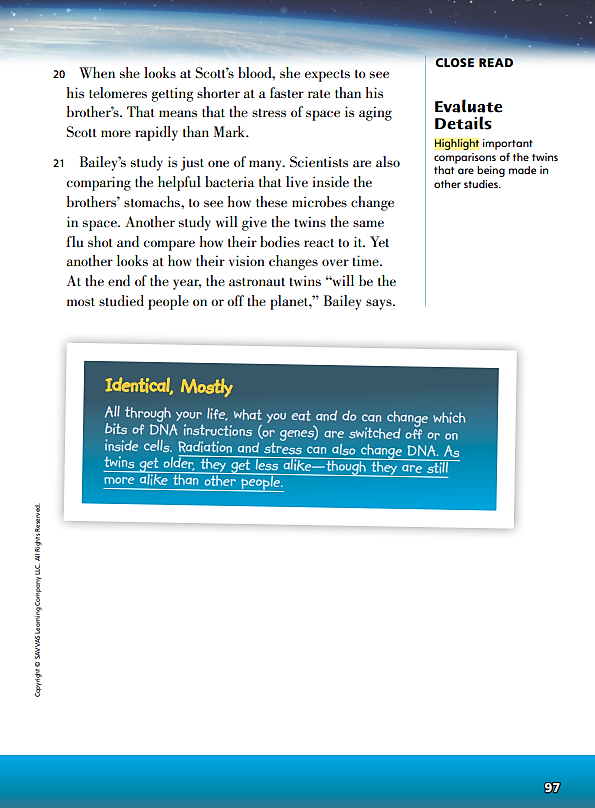 20 When she looks at Scott's blood, she expects to see
his telomeres getting shorter at a faster rate than his
brother's. That means that the stress of space is aging
Scott more rapidly than Mark.
21 Bailey's study is just one of many. Scientists are also
comparing the helpful bacteria that live inside the
brothers' stomachs, to see how these microbes change
in space. Another study will give the twins the same
flu shot and compare how their bodies react to it. Yet
another looks at how their vision changes over time.
At the end of the year, the astronaut twins “will be the
most studied people on or off the planet,” Bailey says.
CLOSE READ
Evaluate
Details
Highlight important
comparisons of the twins
that are being made in
other studies.
Identical, Mostly
All through your life, what you eat and do can change which
bits of DNA instructions (or genes) are switched off or on
inside cells. Radiation and stress can also change DNA. As
twins get older, they get less alike—though they are still
more alike than other people.
Copyright © SAVVAS Learning Company LLC. All Rights Reserved.
97